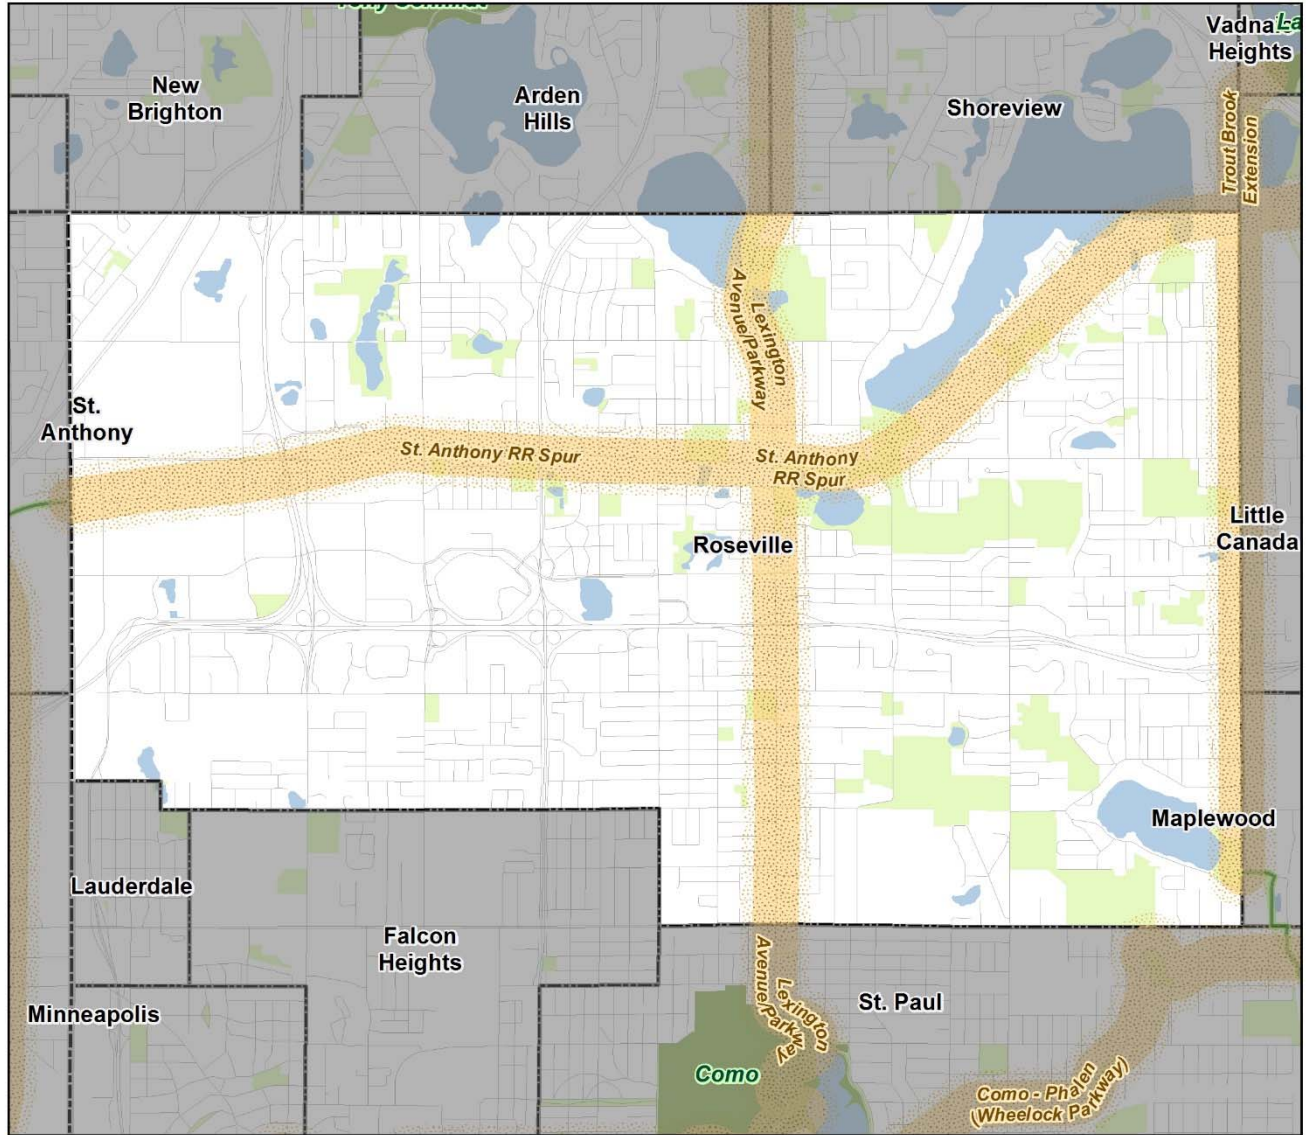 Vadnais
Heights
New
Brighton
Arden
Hills
Shoreview
Trout Brook
Extension
Lexington
Avenue/Parkway
St.
Anthony
St. Anthony RR Spur
St. Anthony
RR Spur
Roseville
Little
Canada
Maplewood
Lauderdale
Falcon
Heights
Minneapolis
Lexington
Avenue/Parkway
St. Paul
Como
Como - Phalen
(Wheelock Parkway)